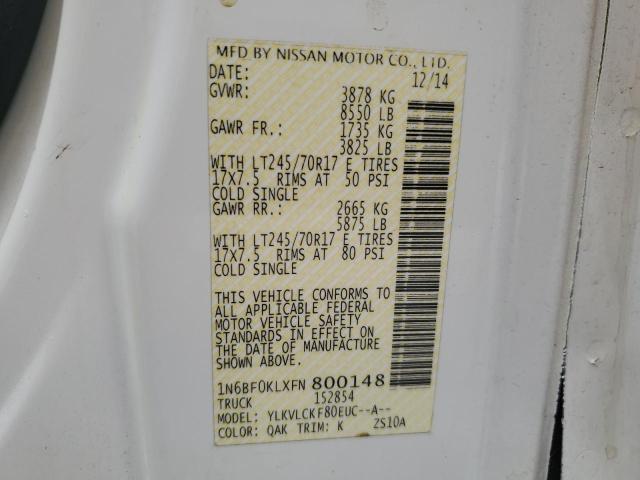 MFD BY NISSAN MOTOR CO., LTD.
DATE: 12/14
GVWR: 3878 KG
8550 LB
GAWR FR.: 1735 KG
3825 LB
WITH LT245/70R17 E TIRES
17X7.5 RIMS AT 50 PSI
COLD SINGLE
GAWR RR.: 2665 KG
5875 LB
WITH LT245/70R17 E TIRES
17X7.5 RIMS AT 80 PSI
COLD SINGLE
THIS VEHICLE CONFORMS TO
ALL APPLICABLE FEDERAL
MOTOR VEHICLE SAFETY
STANDARDS IN EFFECT ON
THE DATE OF MANUFACTURE
SHOWN ABOVE.
1N6BF0KLXFN 800148
TRUCK 152854
MODEL: YLKVLCKF80EUC--A--
COLOR: QAK TRIM: K ZS10A